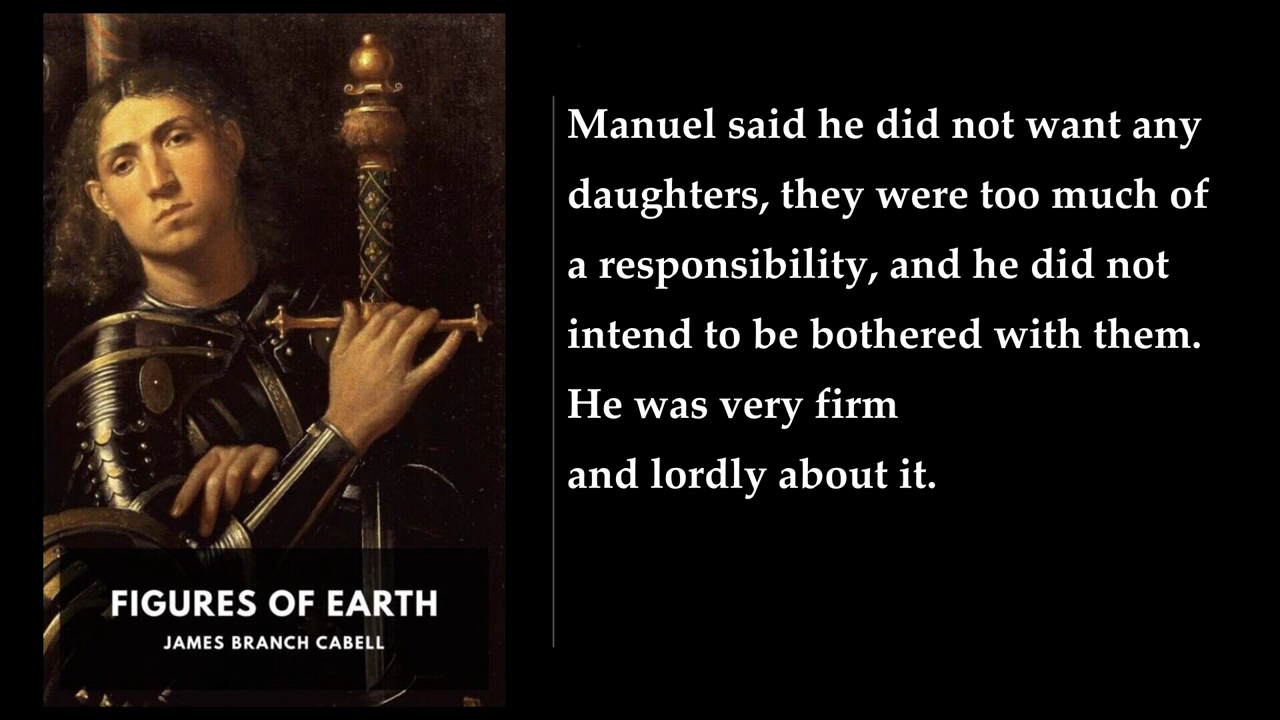 Manuel said he did not want any
daughters, they were too much of
a responsibility, and he did not
intend to be bothered with them.
He was very firm
and lordly about it.
FIGURES OF EARTH
JAMES BRANCH CABELL